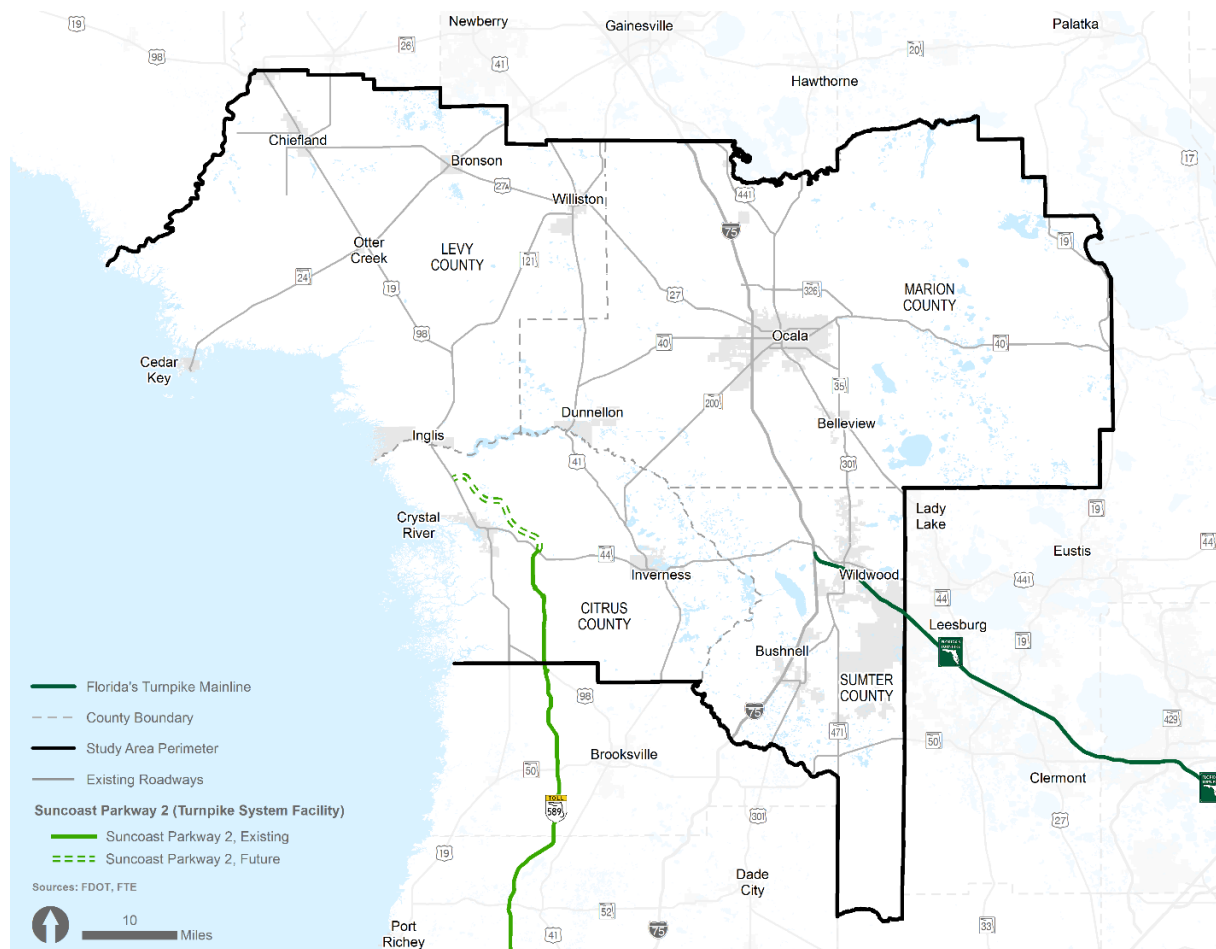 Newberry
Gainesville
Palatka
19
98
26
41
20
Hawthorne
17
Chiefland
Bronson
27A
Williston
441
75
19
Otter
Creek
LEVY
COUNTY
121
24
19
27
326
MARION
COUNTY
98
Ocala
40
40
Cedar
Key
35
200
Dunnellon
Belleview
Inglis
41
301
Crystal
River
Lady
Lake
19
44
Eustis
44
Inverness
Wildwood
441
44
CITRUS
COUNTY
Leesburg
19
Bushnell
SUMTER
COUNTY
98
75
471
50
429
Brooksville
50
Clermont
TOLL
589
301
27
19
Dade
City
52
33
Port
Richey
41
75
Florida's Turnpike Mainline
County Boundary
Study Area Perimeter
Existing Roadways
Suncoast Parkway 2 (Turnpike System Facility)
Suncoast Parkway 2, Existing
Suncoast Parkway 2, Future
Sources: FDOT, FTE
10
Miles